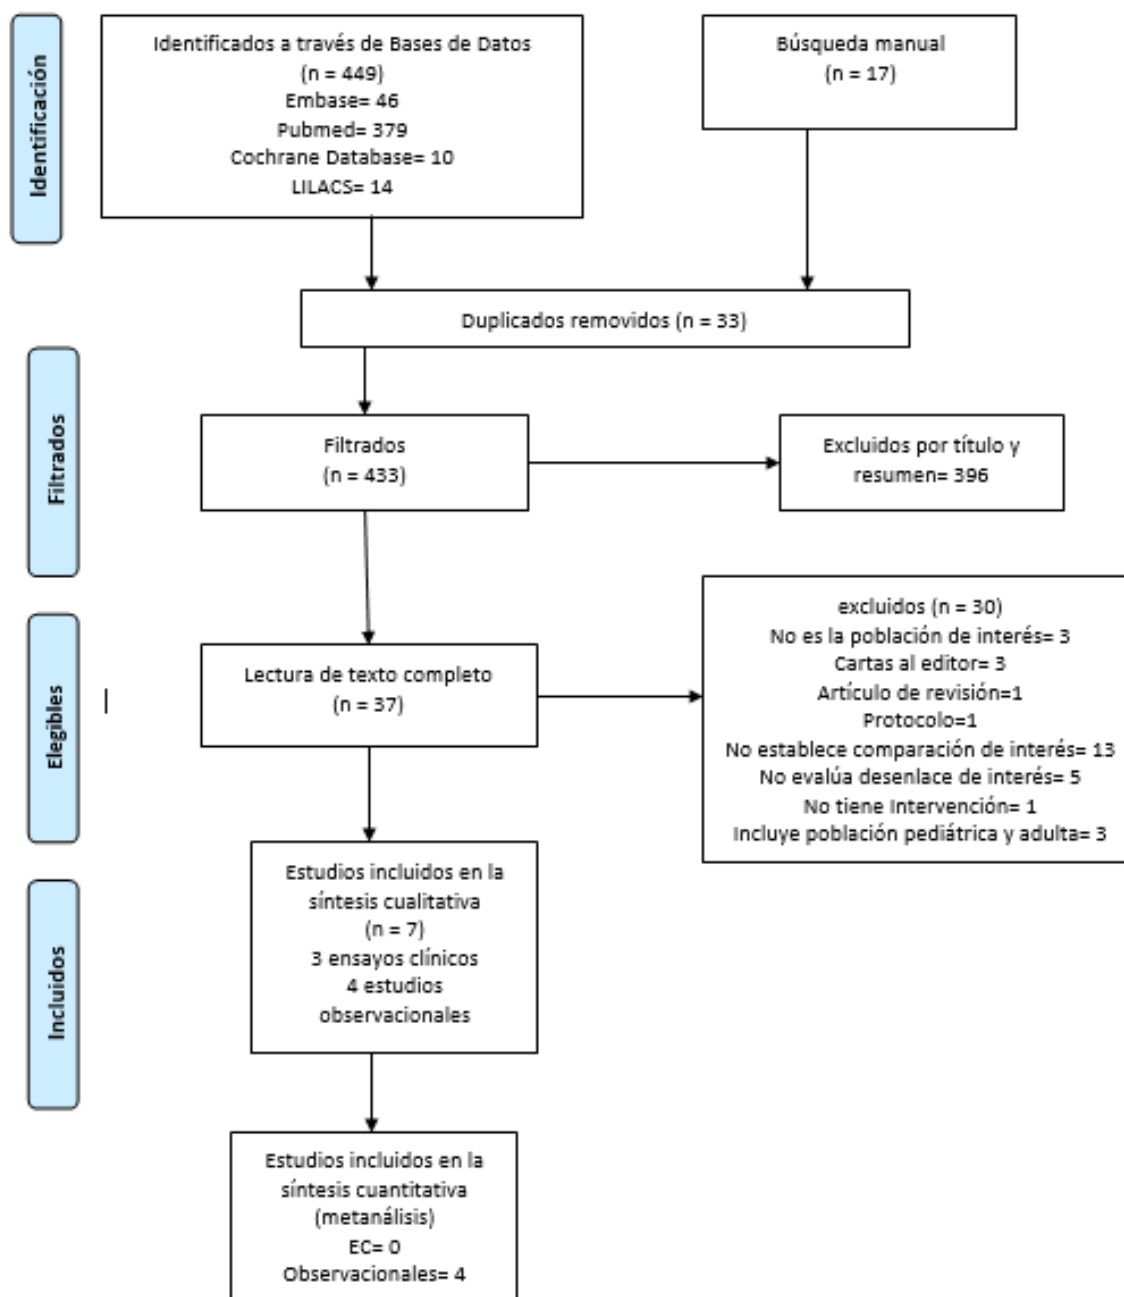 Identificación
Identificados a través de Bases de Datos
(n = 449)
Embase= 46
Pubmed= 379
Cochrane Database= 10
LILACS= 14
Búsqueda manual
(n = 17)
Duplicados removidos (n = 33)
Filtrados
Filtrados
(n = 433)
Excluidos por título y
resumen= 396
Elegibles
Lectura de texto completo
(n = 37)
excluidos (n = 30)
No es la población de interés= 3
Cartas al editor= 3
Artículo de revisión=1
Protocolo=1
No establece comparación de interés= 13
No evalúa desenlace de interés= 5
No tiene Intervención= 1
Incluye población pediátrica y adulta= 3
Incluidos
Estudios incluidos en la
síntesis cualitativa
(n = 7)
3 ensayos clínicos
4 estudios
observacionales
Estudios incluidos en la
síntesis cuantitativa
(metanálisis)
EC= 0
Observacionales= 4